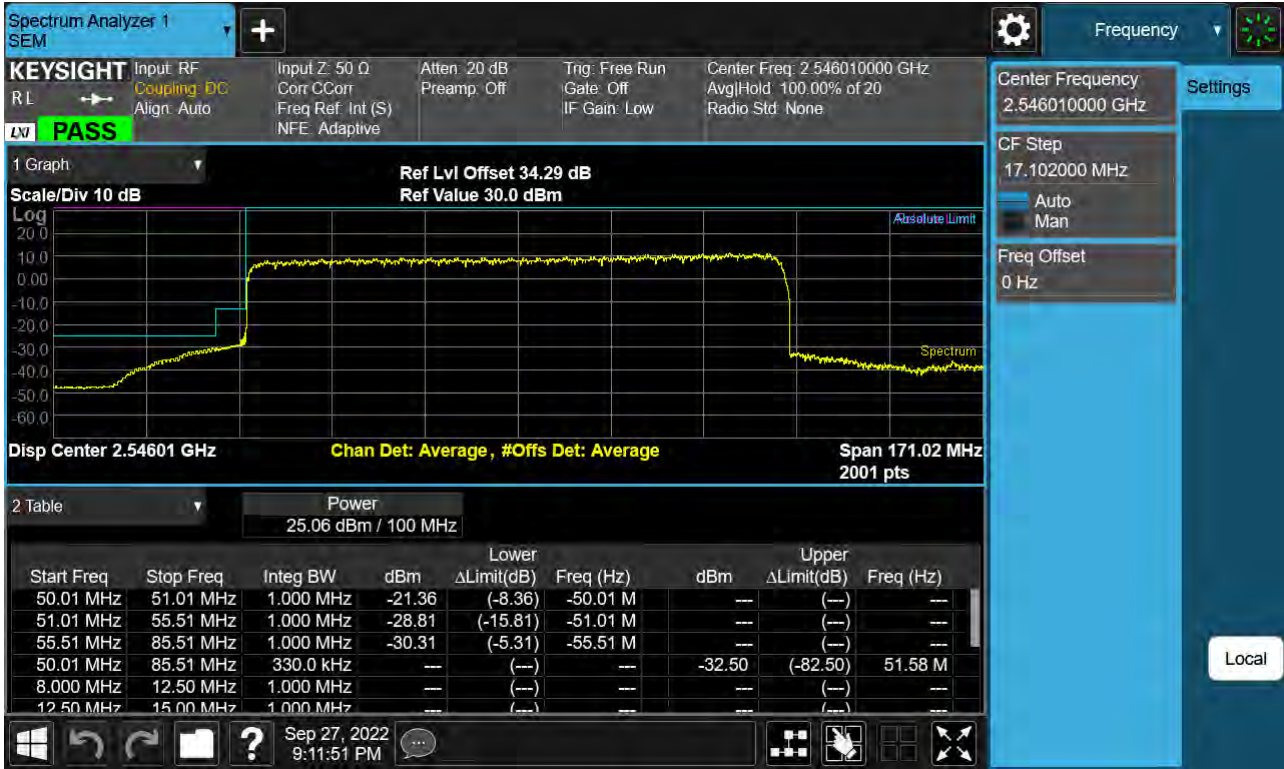 Spectrum Analyzer 1
SEM
+
Frequency
KEYSIGHT
R L
LXI
PASS
Input: RF
Coupling: DC
Align: Auto
Input Z: 50 Ω
Corr CCorr
Freq Ref: Int (S)
NFE: Adaptive
Atten: 20 dB
Preamp: Off
Trig: Free Run
Gate: Off
IF Gain: Low
Center Freq: 2.546010000 GHz
Avg|Hold: 100.00% of 20
Radio Std: None
Center Frequency
2.546010000 GHz
Settings
CF Step
17.102000 MHz
Auto
Man
Freq Offset
0 Hz
1 Graph
Scale/Div 10 dB
Ref Lvl Offset 34.29 dB
Ref Value 30.0 dBm
Log
Absolute Limit
20.0
10.0
0.00
-10.0
-20.0
-30.0
-40.0
-50.0
-60.0
Spectrum
Disp Center 2.54601 GHz
Chan Det: Average, #Offs Det: Average
Span 171.02 MHz
2001 pts
2 Table
Power
25.06 dBm / 100 MHz
Lower Upper
Start Freq Stop Freq Integ BW dBm ΔLimit(dB) Freq (Hz) dBm ΔLimit(dB) Freq (Hz)
50.01 MHz 51.01 MHz 1.000 MHz -21.36 (-8.36) -50.01 M --- (---) ---
51.01 MHz 55.51 MHz 1.000 MHz -28.81 (-15.81) -51.01 M --- (---) ---
55.51 MHz 85.51 MHz 1.000 MHz -30.31 (-5.31) -55.51 M --- (---) ---
50.01 MHz 85.51 MHz 330.0 kHz --- (---) --- -32.50 (-82.50) 51.58 M
8.000 MHz 12.50 MHz 1.000 MHz --- (---) --- --- (---) ---
12.50 MHz 15.00 MHz 1.000 MHz --- (---) --- --- (---) ---
Local
?
Sep 27, 2022
9:11:51 PM